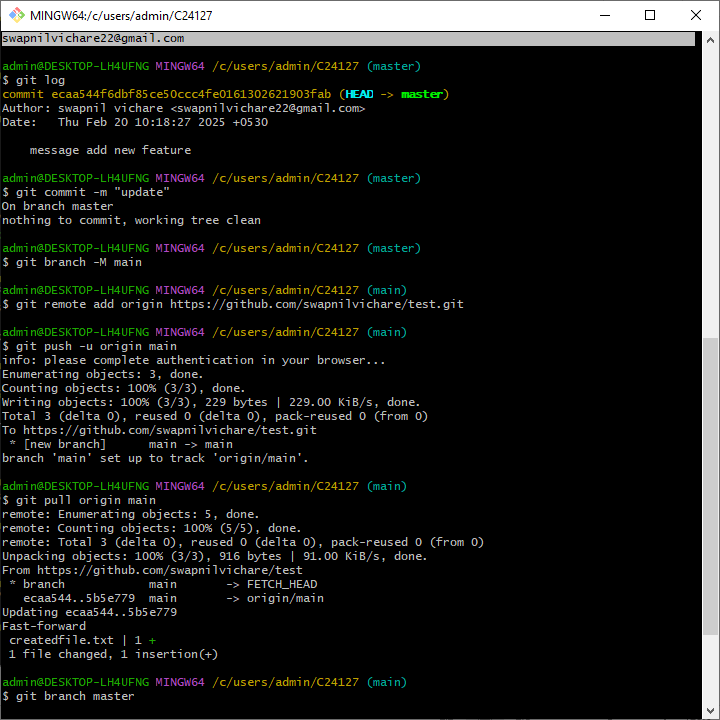 MINGW64:/c/users/admin/C24127
swapnilvichare22@gmail.com
admin@DESKTOP-LH4UFNG MINGW64 /c/users/admin/C24127 (master)
$ git log
commit ecaa544f6dbf85ce50ccc4fe0161302621903fab (HEAD -> master)
Author: swapnil vichare <swapnilvichare22@gmail.com>
Date:   Thu Feb 20 10:18:27 2025 +0530
    message add new feature
admin@DESKTOP-LH4UFNG MINGW64 /c/users/admin/C24127 (master)
$ git commit -m "update"
On branch master
nothing to commit, working tree clean
admin@DESKTOP-LH4UFNG MINGW64 /c/users/admin/C24127 (master)
$ git branch -M main
admin@DESKTOP-LH4UFNG MINGW64 /c/users/admin/C24127 (main)
$ git remote add origin https://github.com/swapnilvichare/test.git
admin@DESKTOP-LH4UFNG MINGW64 /c/users/admin/C24127 (main)
$ git push -u origin main
info: please complete authentication in your browser...
Enumerating objects: 3, done.
Counting objects: 100% (3/3), done.
Writing objects: 100% (3/3), 229 bytes | 229.00 KiB/s, done.
Total 3 (delta 0), reused 0 (delta 0), pack-reused 0 (from 0)
To https://github.com/swapnilvichare/test.git
 * [new branch]      main -> main
branch 'main' set up to track 'origin/main'.
admin@DESKTOP-LH4UFNG MINGW64 /c/users/admin/C24127 (main)
$ git pull origin main
remote: Enumerating objects: 5, done.
remote: Counting objects: 100% (5/5), done.
remote: Total 3 (delta 0), reused 0 (delta 0), pack-reused 0 (from 0)
Unpacking objects: 100% (3/3), 916 bytes | 91.00 KiB/s, done.
From https://github.com/swapnilvichare/test
 * branch            main       -> FETCH_HEAD
   ecaa544..5b5e779  main       -> origin/main
Updating ecaa544..5b5e779
Fast-forward
 createdfile.txt | 1 +
 1 file changed, 1 insertion(+)
admin@DESKTOP-LH4UFNG MINGW64 /c/users/admin/C24127 (main)
$ git branch master